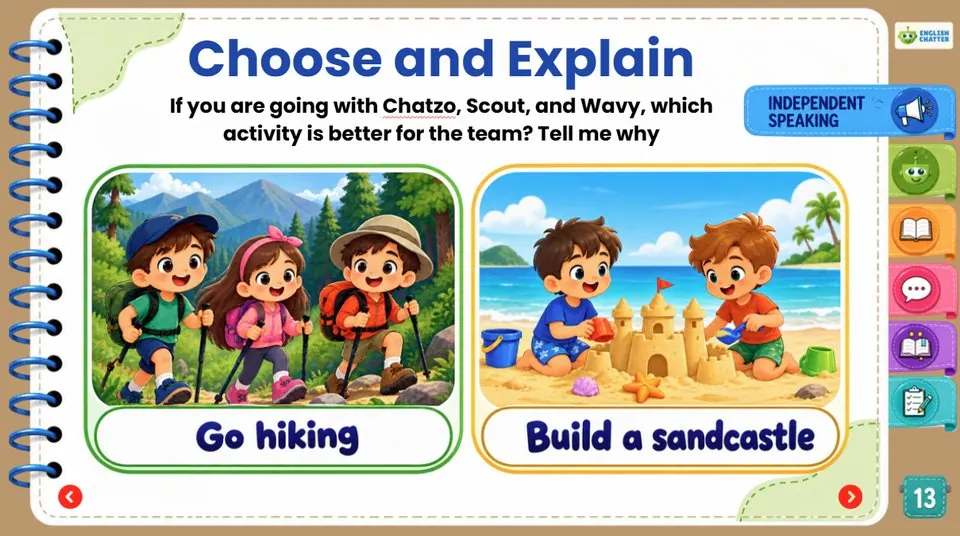 Choose and Explain
If you are going with Chatzo, Scout, and Wavy, which
activity is better for the team? Tell me why
ENGLISH
CHATTER
INDEPENDENT
SPEAKING
Go hiking
Build a sandcastle
13